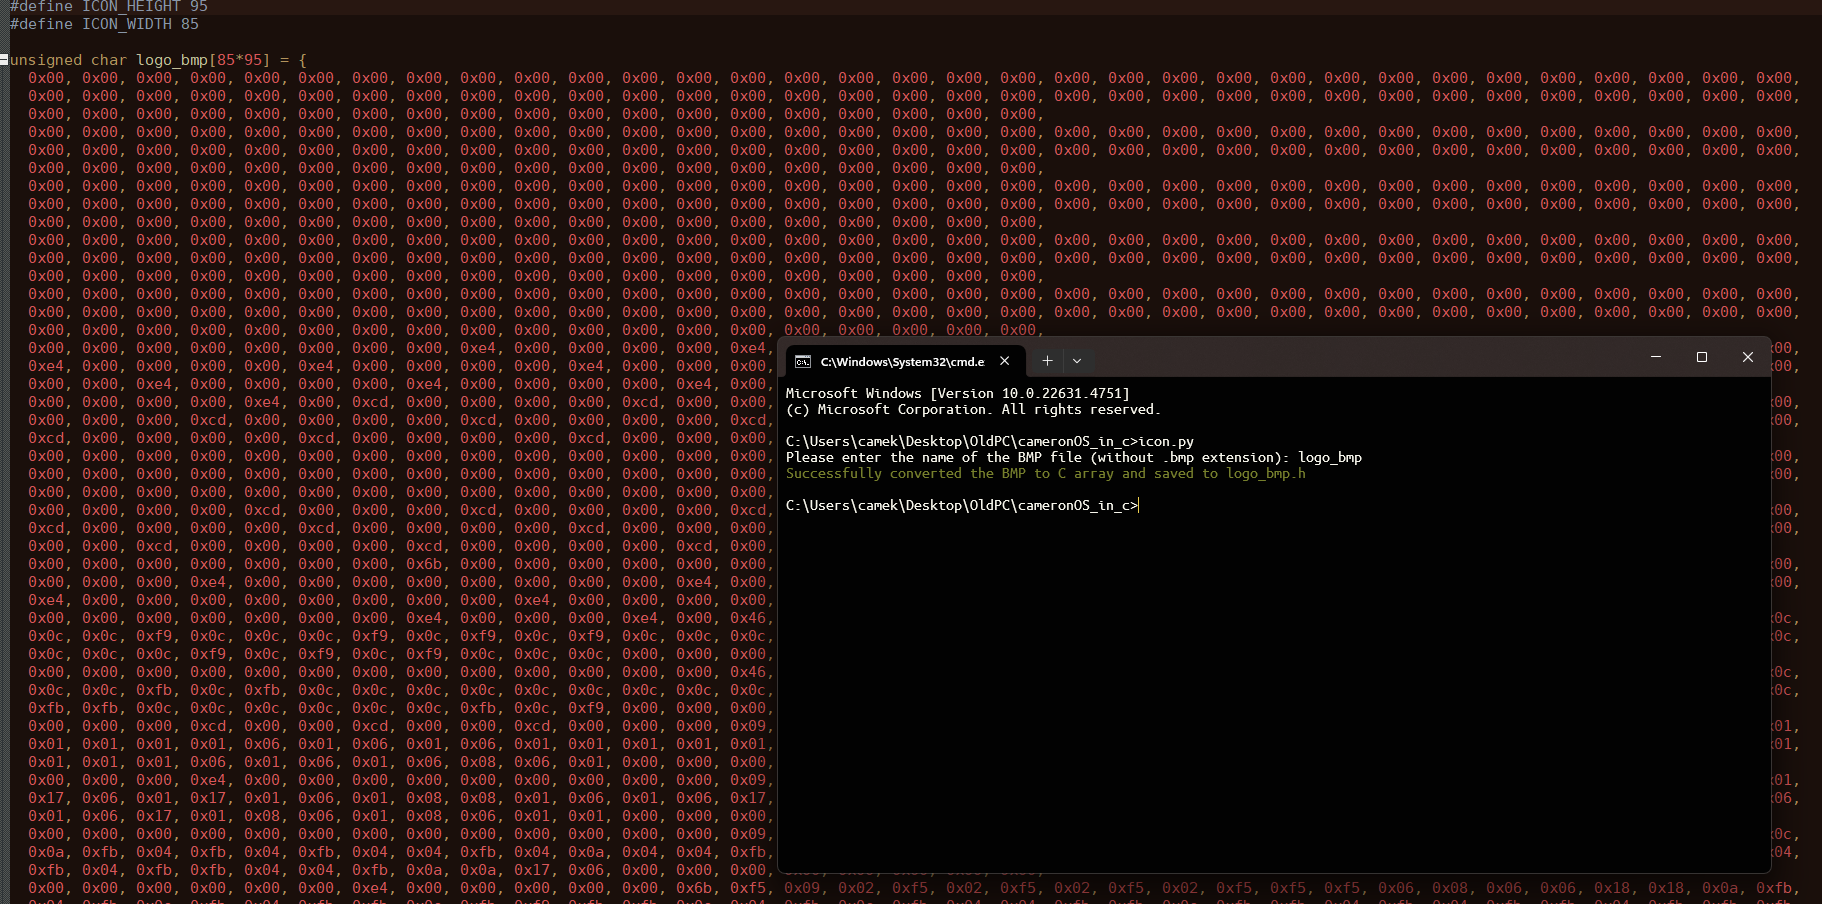 #define ICON_HEIGHT 95
#define ICON_WIDTH 85
unsigned char logo_bmp[85*95] = {
0x00, 0x00, 0x00, 0x00, 0x00, 0x00, 0x00, 0x00, 0x00, 0x00, 0x00, 0x00, 0x00, 0x00, 0x00, 0x00, 0x00, 0x00, 0x00, 0x00, 0x00, 0x00, 0x00, 0x00, 0x00, 0x00, 0x00, 0x00, 0x00, 0x00, 0x00, 0x00, 0x00,
0x00, 0x00, 0x00, 0x00, 0x00, 0x00, 0x00, 0x00, 0x00, 0x00, 0x00, 0x00, 0x00, 0x00, 0x00, 0x00, 0x00, 0x00, 0x00, 0x00, 0x00, 0x00, 0x00, 0x00, 0x00, 0x00, 0x00, 0x00, 0x00, 0x00, 0x00, 0x00, 0x00,
0x00, 0x00, 0x00, 0x00, 0x00, 0x00, 0x00, 0x00, 0x00, 0x00, 0x00, 0x00, 0x00, 0x00, 0x00, 0x00, 0x00, 0x00, 0x00,
0x00, 0x00, 0x00, 0x00, 0x00, 0x00, 0x00, 0x00, 0x00, 0x00, 0x00, 0x00, 0x00, 0x00, 0x00, 0x00, 0x00, 0x00, 0x00, 0x00, 0x00, 0x00, 0x00, 0x00, 0x00, 0x00, 0x00, 0x00, 0x00, 0x00, 0x00, 0x00, 0x00,
0x00, 0x00, 0x00, 0x00, 0x00, 0x00, 0x00, 0x00, 0x00, 0x00, 0x00, 0x00, 0x00, 0x00, 0x00, 0x00, 0x00, 0x00, 0x00, 0x00, 0x00, 0x00, 0x00, 0x00, 0x00, 0x00, 0x00, 0x00, 0x00, 0x00, 0x00, 0x00, 0x00,
0x00, 0x00, 0x00, 0x00, 0x00, 0x00, 0x00, 0x00, 0x00, 0x00, 0x00, 0x00, 0x00, 0x00, 0x00, 0x00, 0x00, 0x00, 0x00,
0x00, 0x00, 0x00, 0x00, 0x00, 0x00, 0x00, 0x00, 0x00, 0x00, 0x00, 0x00, 0x00, 0x00, 0x00, 0x00, 0x00, 0x00, 0x00, 0x00, 0x00, 0x00, 0x00, 0x00, 0x00, 0x00, 0x00, 0x00, 0x00, 0x00, 0x00, 0x00, 0x00,
0x00, 0x00, 0x00, 0x00, 0x00, 0x00, 0x00, 0x00, 0x00, 0x00, 0x00, 0x00, 0x00, 0x00, 0x00, 0x00, 0x00, 0x00, 0x00, 0x00, 0x00, 0x00, 0x00, 0x00, 0x00, 0x00, 0x00, 0x00, 0x00, 0x00, 0x00, 0x00, 0x00,
0x00, 0x00, 0x00, 0x00, 0x00, 0x00, 0x00, 0x00, 0x00, 0x00, 0x00, 0x00, 0x00, 0x00, 0x00, 0x00, 0x00, 0x00, 0x00,
0x00, 0x00, 0x00, 0x00, 0x00, 0x00, 0x00, 0x00, 0x00, 0x00, 0x00, 0x00, 0x00, 0x00, 0x00, 0x00, 0x00, 0x00, 0x00, 0x00, 0x00, 0x00, 0x00, 0x00, 0x00, 0x00, 0x00, 0x00, 0x00, 0x00, 0x00, 0x00, 0x00,
0x00, 0x00, 0x00, 0x00, 0x00, 0x00, 0x00, 0x00, 0x00, 0x00, 0x00, 0x00, 0x00, 0x00, 0x00, 0x00, 0x00, 0x00, 0x00, 0x00, 0x00, 0x00, 0x00, 0x00, 0x00, 0x00, 0x00, 0x00, 0x00, 0x00, 0x00, 0x00, 0x00,
0x00, 0x00, 0x00, 0x00, 0x00, 0x00, 0x00, 0x00, 0x00, 0x00, 0x00, 0x00, 0x00, 0x00, 0x00, 0x00, 0x00, 0x00, 0x00,
0x00, 0x00, 0x00, 0x00, 0x00, 0x00, 0x00, 0x00, 0x00, 0x00, 0x00, 0x00, 0x00, 0x00, 0x00, 0x00, 0x00, 0x00, 0x00, 0x00, 0x00, 0x00, 0x00, 0x00, 0x00, 0x00, 0x00, 0x00, 0x00, 0x00, 0x00, 0x00, 0x00,
0x00, 0x00, 0x00, 0x00, 0x00, 0x00, 0x00, 0x00, 0x00, 0x00, 0x00, 0x00, 0x00, 0x00, 0x00, 0x00, 0x00, 0x00, 0x00, 0x00, 0x00, 0x00, 0x00, 0x00, 0x00, 0x00, 0x00, 0x00, 0x00, 0x00, 0x00, 0x00, 0x00,
0x00, 0x00, 0x00, 0x00, 0x00, 0x00, 0x00, 0x00, 0x00, 0x00, 0x00, 0x00, 0x00, 0x00, 0x00, 0x00, 0x00, 0x00, 0x00,
0x00, 0x00, 0x00, 0x00, 0x00, 0x00, 0x00, 0x00, 0xe4, 0x00, 0x00, 0x00, 0x00, 0xe4,
0xe4, 0x00, 0x00, 0x00, 0x00, 0xe4, 0x00, 0x00, 0x00, 0x00, 0xe4, 0x00, 0x00, 0x00,
0x00, 0x00, 0xe4, 0x00, 0x00, 0x00, 0x00, 0xe4, 0x00, 0x00, 0x00, 0x00, 0xe4, 0x00,
0x00, 0x00, 0x00, 0x00, 0xe4, 0x00, 0xcd, 0x00, 0x00, 0x00, 0x00, 0xcd, 0x00, 0x00,
0x00, 0x00, 0x00, 0xcd, 0x00, 0x00, 0x00, 0x00, 0xcd, 0x00, 0x00, 0x00, 0x00, 0xcd,
0xcd, 0x00, 0x00, 0x00, 0x00, 0xcd, 0x00, 0x00, 0x00, 0x00, 0xcd, 0x00, 0x00, 0x00,
0x00, 0x00, 0x00, 0x00, 0x00, 0x00, 0x00, 0x00, 0x00, 0x00, 0x00, 0x00, 0x00, 0x00,
0x00, 0x00, 0x00, 0x00, 0x00, 0x00, 0x00, 0x00, 0x00, 0x00, 0x00, 0x00, 0x00, 0x00,
0x00, 0x00, 0x00, 0x00, 0x00, 0x00, 0x00, 0x00, 0x00, 0x00, 0x00, 0x00, 0x00, 0x00,
0x00, 0x00, 0x00, 0x00, 0xcd, 0x00, 0x00, 0x00, 0xcd, 0x00, 0x00, 0x00, 0x00, 0xcd,
0xcd, 0x00, 0x00, 0x00, 0x00, 0xcd, 0x00, 0x00, 0x00, 0x00, 0xcd, 0x00, 0x00, 0x00,
0x00, 0x00, 0xcd, 0x00, 0x00, 0x00, 0x00, 0xcd, 0x00, 0x00, 0x00, 0x00, 0xcd, 0x00,
0x00, 0x00, 0x00, 0x00, 0x00, 0x00, 0x00, 0x6b, 0x00, 0x00, 0x00, 0x00, 0x00, 0x00,
0x00, 0x00, 0x00, 0xe4, 0x00, 0x00, 0x00, 0x00, 0x00, 0x00, 0x00, 0x00, 0xe4, 0x00,
0xe4, 0x00, 0x00, 0x00, 0x00, 0x00, 0x00, 0x00, 0x00, 0xe4, 0x00, 0x00, 0x00, 0x00,
0x00, 0x00, 0x00, 0x00, 0x00, 0x00, 0x00, 0xe4, 0x00, 0x00, 0x00, 0xe4, 0x00, 0x46,
0x0c, 0x0c, 0xf9, 0x0c, 0x0c, 0x0c, 0xf9, 0x0c, 0xf9, 0x0c, 0xf9, 0x0c, 0x0c, 0x0c,
0x0c, 0x0c, 0x0c, 0xf9, 0x0c, 0xf9, 0x0c, 0xf9, 0x0c, 0x0c, 0x0c, 0x00, 0x00, 0x00,
0x00, 0x00, 0x00, 0x00, 0x00, 0x00, 0x00, 0x00, 0x00, 0x00, 0x00, 0x00, 0x00, 0x46,
0x0c, 0x0c, 0xfb, 0x0c, 0xfb, 0x0c, 0x0c, 0x0c, 0x0c, 0x0c, 0x0c, 0x0c, 0x0c, 0x0c,
0xfb, 0xfb, 0x0c, 0x0c, 0x0c, 0x0c, 0x0c, 0x0c, 0xfb, 0x0c, 0xf9, 0x00, 0x00, 0x00,
0x00, 0x00, 0x00, 0xcd, 0x00, 0x00, 0xcd, 0x00, 0x00, 0xcd, 0x00, 0x00, 0x00, 0x09,
0x01, 0x01, 0x01, 0x01, 0x06, 0x01, 0x06, 0x01, 0x06, 0x01, 0x01, 0x01, 0x01, 0x01,
0x01, 0x01, 0x01, 0x06, 0x01, 0x06, 0x01, 0x06, 0x08, 0x06, 0x01, 0x00, 0x00, 0x00,
0x00, 0x00, 0x00, 0xe4, 0x00, 0x00, 0x00, 0x00, 0x00, 0x00, 0x00, 0x00, 0x00, 0x09,
0x17, 0x06, 0x01, 0x17, 0x01, 0x06, 0x01, 0x08, 0x08, 0x01, 0x06, 0x01, 0x06, 0x17,
0x01, 0x06, 0x17, 0x01, 0x08, 0x06, 0x01, 0x08, 0x06, 0x01, 0x01, 0x00, 0x00, 0x00,
0x00, 0x00, 0x00, 0x00, 0x00, 0x00, 0x00, 0x00, 0x00, 0x00, 0x00, 0x00, 0x00, 0x09,
0x0a, 0xfb, 0x04, 0xfb, 0x04, 0xfb, 0x04, 0x04, 0xfb, 0x04, 0x0a, 0x04, 0x04, 0xfb,
0xfb, 0x04, 0xfb, 0x04, 0x04, 0x04, 0xfb, 0x0a, 0x0a, 0x17, 0x06, 0x00, 0x00, 0x00,
0x00, 0x00, 0x00, 0x00, 0x00, 0x00, 0xe4, 0x00, 0x00, 0x00, 0x00, 0x00, 0x6b, 0xf5, 0x09, 0x02, 0xf5, 0x02, 0xf5, 0x02, 0xf5, 0x02, 0xf5, 0xf5, 0xf5, 0x06, 0x08, 0x06, 0x06, 0x18, 0x18, 0x0a, 0xfb,
C:\Windows\System32\cmd.e
Microsoft Windows [Version 10.0.22631.4751]
(c) Microsoft Corporation. All rights reserved.
C:\Users\camek\Desktop\OldPC\cameronOS_in_c>icon.py
Please enter the name of the BMP file (without .bmp extension): logo_bmp
Successfully converted the BMP to C array and saved to logo_bmp.h
C:\Users\camek\Desktop\OldPC\cameronOS_in_c>